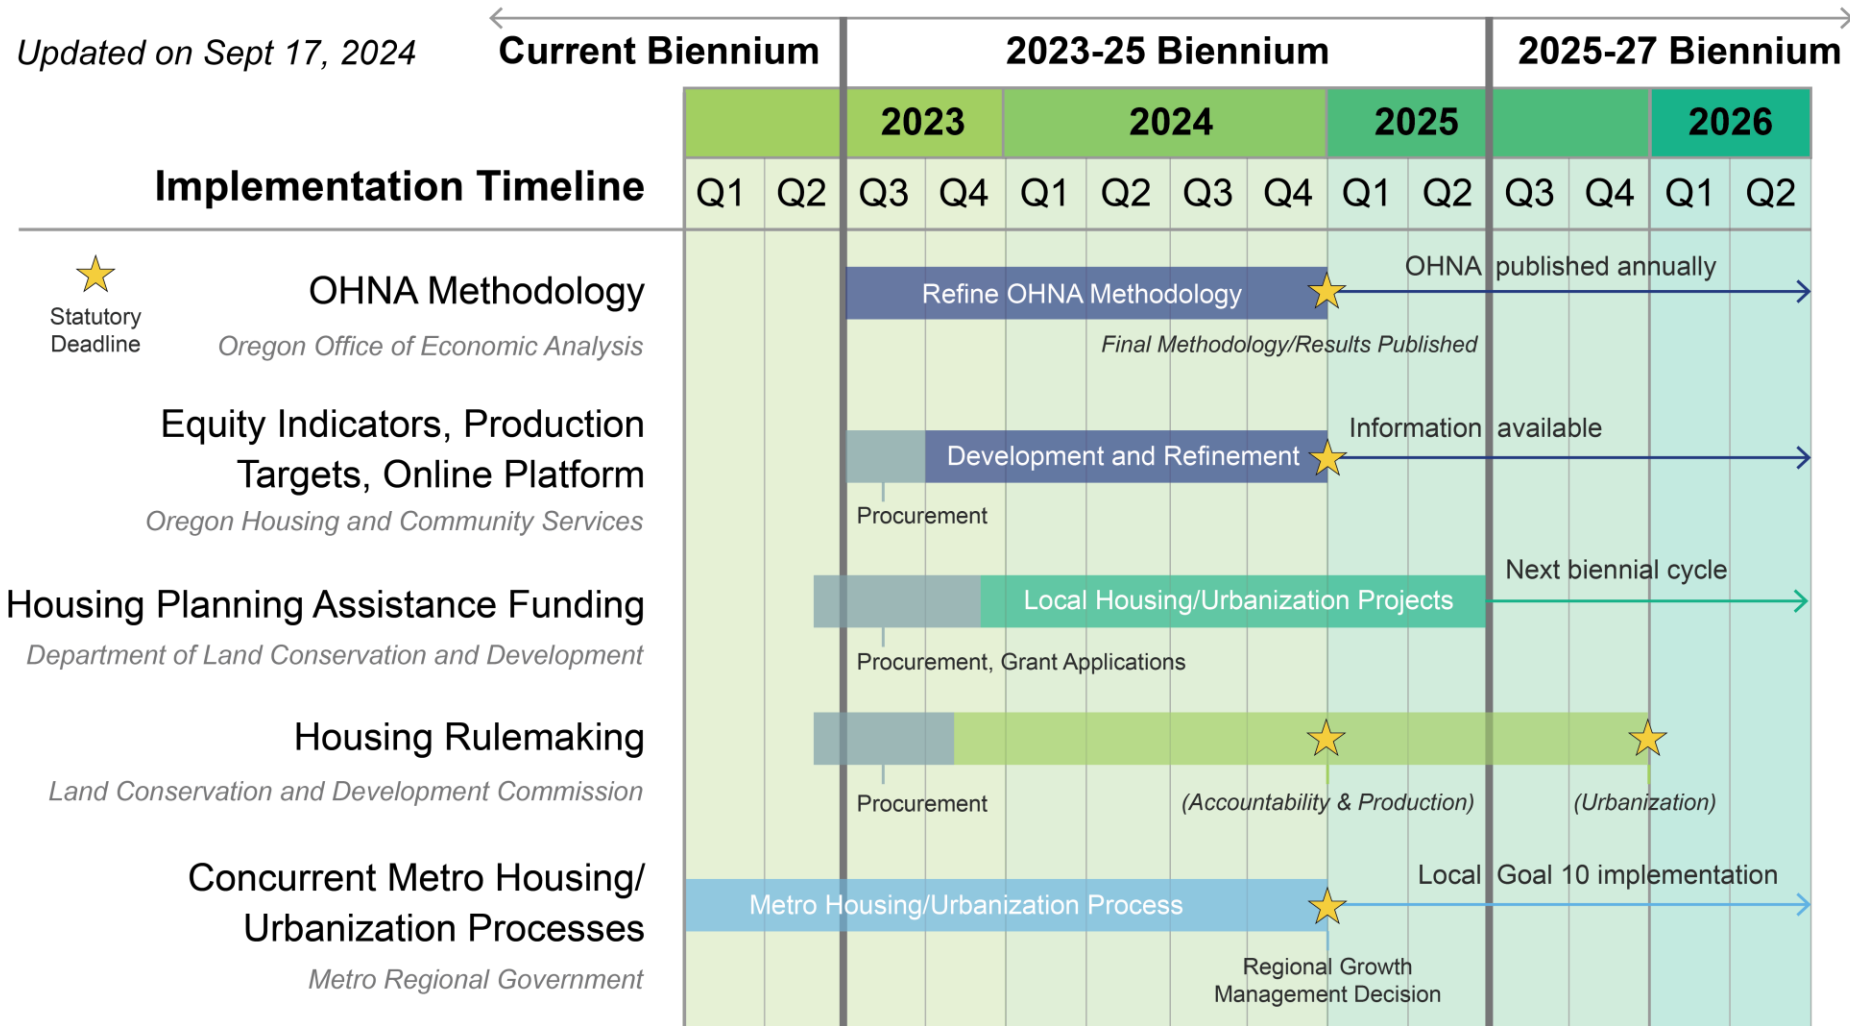 Updated on Sept 17, 2024
Current Biennium
2023-25 Biennium
2025-27 Biennium
2023
2024
2025
2026
Implementation Timeline
Q1 Q2 Q3 Q4 Q1 Q2 Q3 Q4 Q1 Q2 Q3 Q4 Q1 Q2
Statutory
Deadline
OHNA Methodology
Oregon Office of Economic Analysis
Refine OHNA Methodology
OHNA published annually
Final Methodology/Results Published
Equity Indicators, Production
Targets, Online Platform
Oregon Housing and Community Services
Development and Refinement
Information available
Procurement
Housing Planning Assistance Funding
Department of Land Conservation and Development
Local Housing/Urbanization Projects
Next biennial cycle
Procurement, Grant Applications
Housing Rulemaking
Land Conservation and Development Commission
Procurement
(Accountability & Production)
(Urbanization)
Concurrent Metro Housing/
Urbanization Processes
Metro Regional Government
Metro Housing/Urbanization Process
Local Goal 10 implementation
Regional Growth
Management Decision